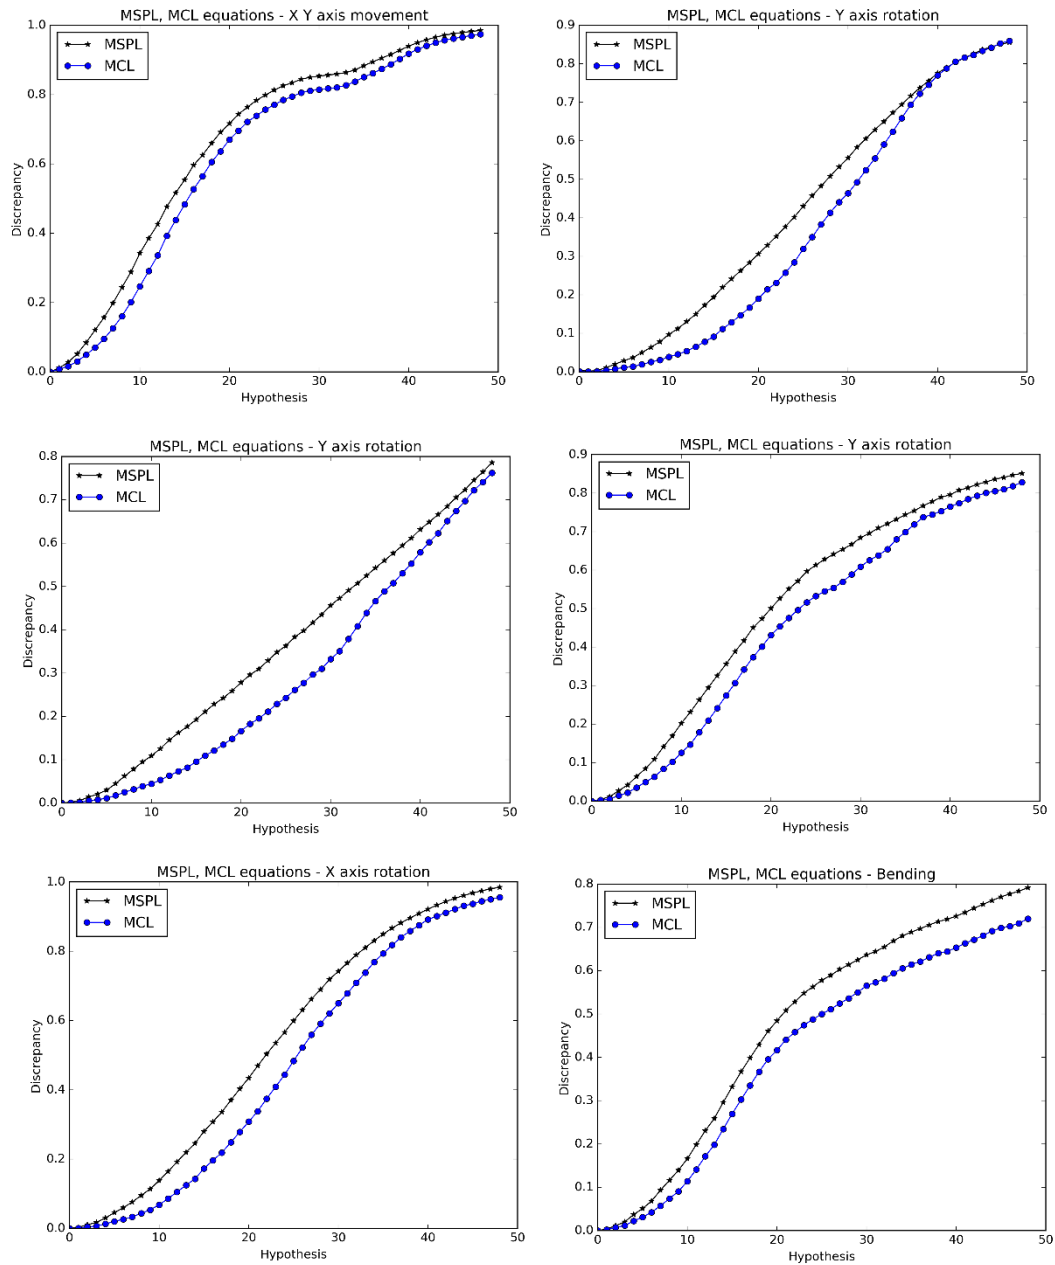 MSPL, MCL equations - X Y axis movement
MSPL
MCL
1.0
0.8
0.6
0.4
0.2
0.0
10
20
30
40
50
Discrepancy
Hypothesis
MSPL, MCL equations - Y axis rotation
MSPL
MCL
0.9
0.8
0.7
0.6
0.5
0.4
0.3
0.2
0.1
0.0
0
10
20
30
40
50
Discrepancy
Hypothesis
MSPL, MCL equations - Y axis rotation
MSPL
MCL
0.8
0.7
0.6
0.5
0.4
0.3
0.2
0.1
0.0
0
10
20
30
40
50
Discrepancy
Hypothesis
MSPL, MCL equations - Y axis rotation
MSPL
MCL
0.9
0.8
0.7
0.6
0.5
0.4
0.3
0.2
0.1
0.0
0
10
20
30
40
50
Discrepancy
Hypothesis
MSPL, MCL equations - X axis rotation
MSPL
MCL
1.0
0.8
0.6
0.4
0.2
0.0
0
10
20
30
40
50
Discrepancy
Hypothesis
MSPL, MCL equations - Bending
MSPL
MCL
0.8
0.7
0.6
0.5
0.4
0.3
0.2
0.1
0.0
0
10
20
30
40
50
Discrepancy
Hypothesis